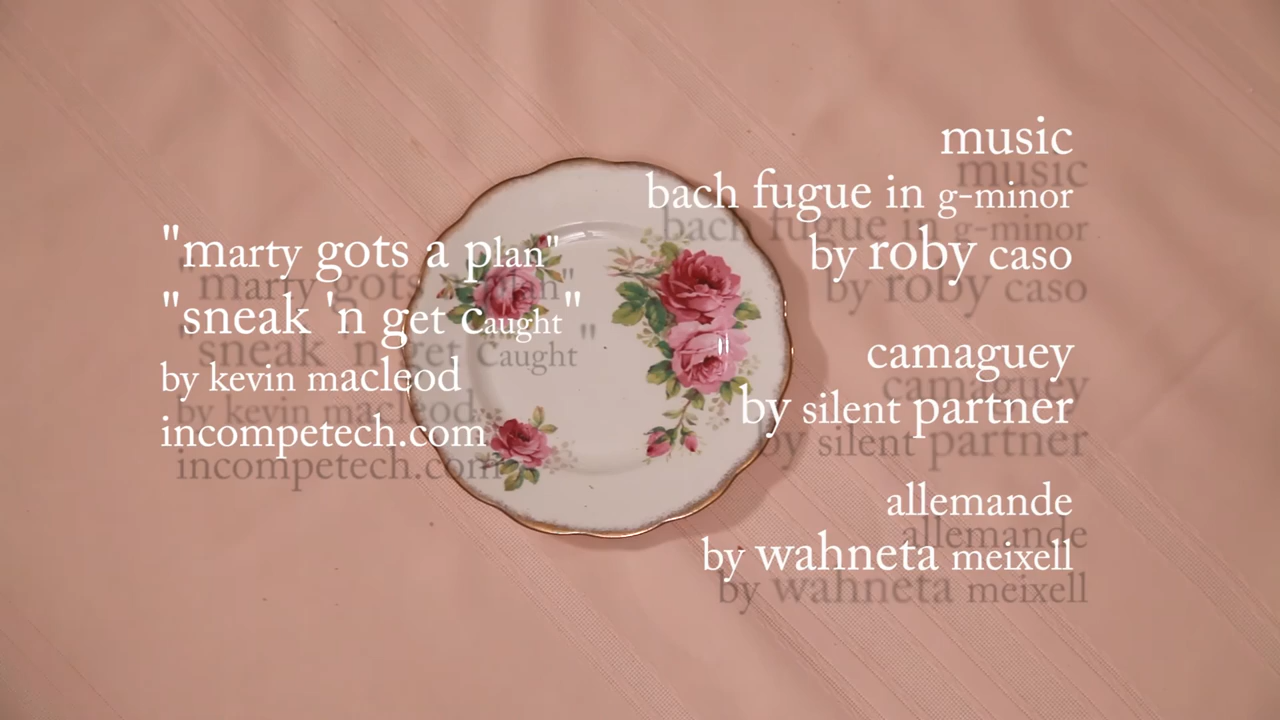 music
bach fugue in g-minor
by roby caso
camaguey
by silent partner
allemande
by wahneta meixell
"marty gots a plan"
"sneak 'n get caught"
by kevin macleod
incompetech.com